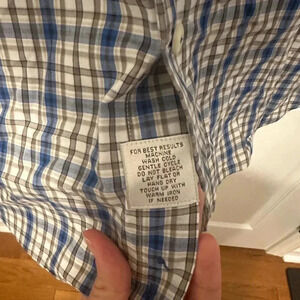 FOR BEST RESULTS
MACHINE
WASH COLD
GENTLE CYCLE
DO NOT BLEACH
LAY FLAT OR
HANG DRY
TOUCH UP WITH
WARM IRON
IF NEEDED